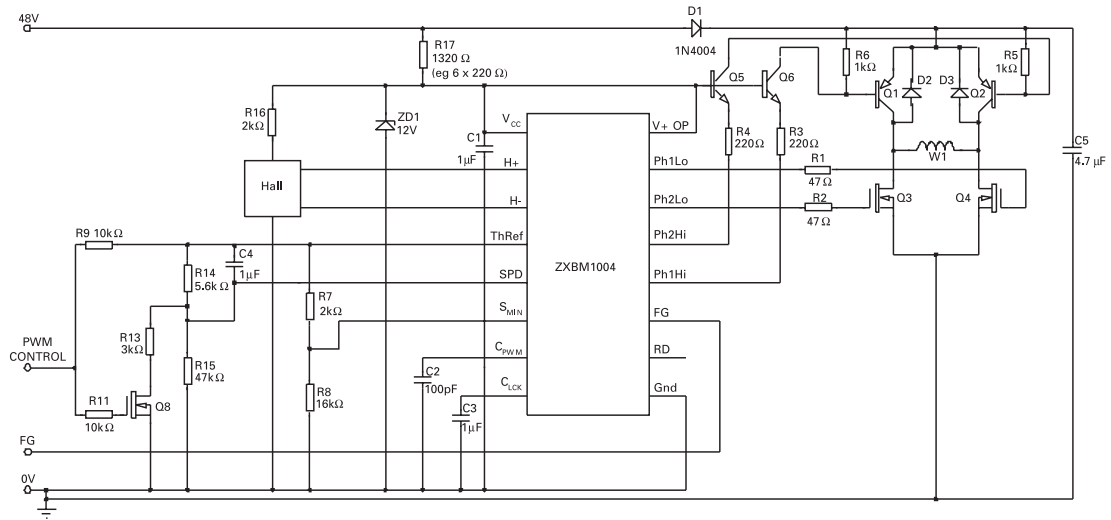 48V
D1
1N4004
R17
1320 Ω
(eg 6 x 220 Ω)
R6
1kΩ
R5
1kΩ
Q5
Q6
Q1
D2
D3
Q2
R16
2kΩ
ZD1
12V
C1
1µF
VCC
V+ OP
R4
220Ω
R3
220Ω
C5
4.7 µF
W1
Hall
H+
Ph1Lo
R1
47Ω
H-
Ph2Lo
R2
47Ω
Q3
Q4
R9 10kΩ
ThRef
Ph2Hi
C4
1µF
R14
5.6kΩ
ZXBM1004
SPD
Ph1Hi
R7
2kΩ
SMIN
FG
R13
3kΩ
PWM
CONTROL
R15
47kΩ
CPWM
RD
C2
100pF
CLCK
Gnd
R8
16kΩ
R11
10kΩ
Q8
C3
1µF
FG
0V